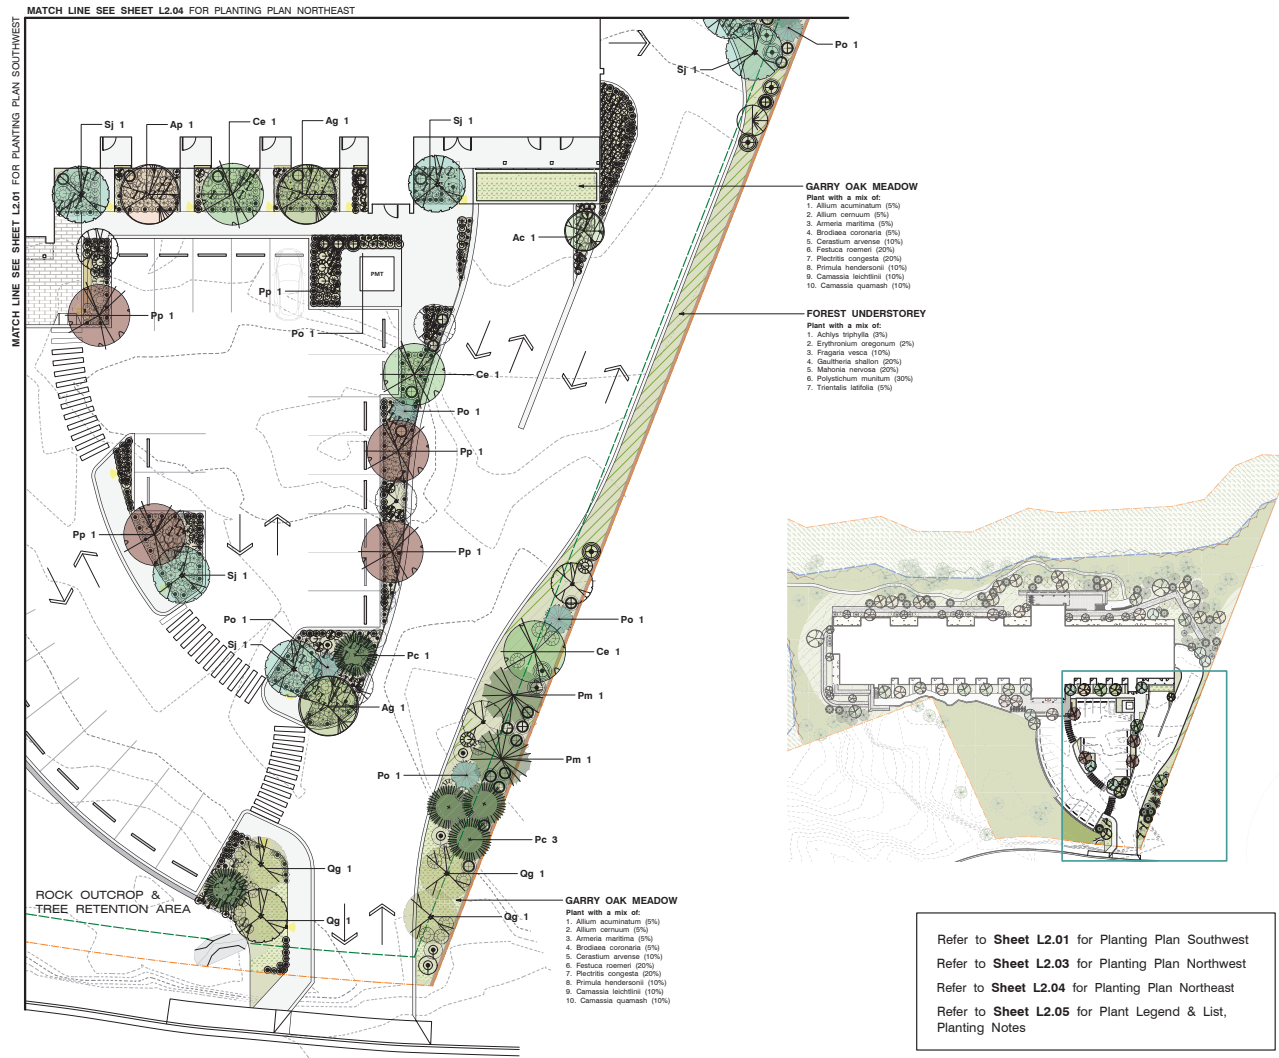 MATCH LINE SEE SHEET L2.04 FOR PLANTING PLAN NORTHEAST
MATCH LINE SEE SHEET L2.01 FOR PLANTING PLAN SOUTHWEST
Po 1
Sj 1
Sj 1
Ap 1
Ce 1
Ag 1
Sj 1
GARRY OAK MEADOW
Plant with a mix of:
1. Allium acuminatum (5%)
2. Allium cernuum (5%)
3. Armeria maritima (5%)
4. Brodiaea coronaria (5%)
5. Cerastium arvense (10%)
6. Festuca roemeri (20%)
7. Plectritis congesta (20%)
8. Primula hendersonii (10%)
9. Camassia leichtlinii (10%)
10. Camassia quamash (10%)
Ac 1
PMT
Pp 1
Pp 1
Po 1
FOREST UNDERSTOREY
Plant with a mix of:
1. Achlys triphylla (3%)
2. Erythronium oregonum (2%)
3. Fragaria vesca (10%)
4. Gaultheria shallon (20%)
5. Mahonia nervosa (20%)
6. Polystichum munitum (30%)
7. Trientalis latifolia (5%)
Ce 1
Po 1
Pp 1
Pp 1
Pp 1
Sj 1
Po 1
Po 1
Sj 1
Pc 1
Ce 1
Pm 1
Ag 1
Pm 1
Po 1
Pc 3
Qg 1
Qg 1
ROCK OUTCROP &
TREE RETENTION AREA
Qg 1
Qg 1
GARRY OAK MEADOW
Plant with a mix of:
1. Allium acuminatum (5%)
2. Allium cernuum (5%)
3. Armeria maritima (5%)
4. Brodiaea coronaria (5%)
5. Cerastium arvense (10%)
6. Festuca roemeri (20%)
7. Plectritis congesta (20%)
8. Primula hendersonii (10%)
9. Camassia leichtlinii (10%)
10. Camassia quamash (10%)
Refer to Sheet L2.01 for Planting Plan Southwest
Refer to Sheet L2.03 for Planting Plan Northwest
Refer to Sheet L2.04 for Planting Plan Northeast
Refer to Sheet L2.05 for Plant Legend & List,
Planting Notes